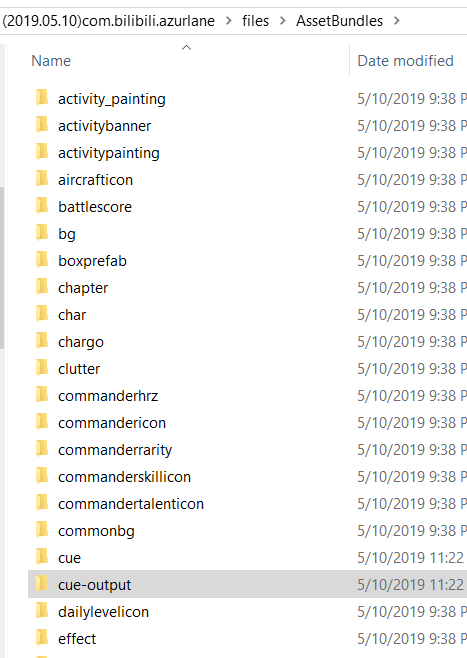 (2019.05.10)com.bilibili.azurlane > files > AssetBundles >
Name Date modified
activity_painting 5/10/2019 9:38 P
activitybanner 5/10/2019 9:38 P
activitypainting 5/10/2019 9:38 P
aircrafticon 5/10/2019 9:38 P
battlescore 5/10/2019 9:38 P
bg 5/10/2019 9:38 P
boxprefab 5/10/2019 9:38 P
chapter 5/10/2019 9:38 P
char 5/10/2019 9:38 P
chargo 5/10/2019 9:38 P
clutter 5/10/2019 9:38 P
commanderhrz 5/10/2019 9:38 P
commandericon 5/10/2019 9:38 P
commanderrarity 5/10/2019 9:38 P
commanderskillicon 5/10/2019 9:38 P
commandertalenticon 5/10/2019 9:38 P
commonbg 5/10/2019 9:38 P
cue 5/10/2019 11:22
cue-output 5/10/2019 11:22
dailylevelicon 5/10/2019 9:38 P
effect 5/10/2019 9:38 P